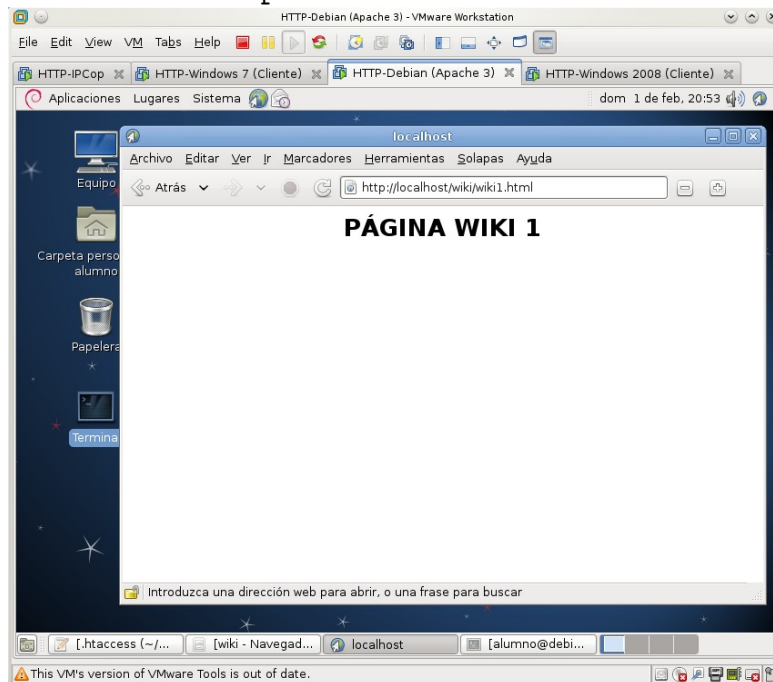 HTTP-Debian (Apache 3) - VMware Workstation
File Edit View VM Tabs Help
HTTP-IPCop HTTP-Windows 7 (Cliente) HTTP-Debian (Apache 3) HTTP-Windows 2008 (Cliente)
Aplicaciones Lugares Sistema dom 1 de feb, 20:53
localhost
Archivo Editar Ver Ir Marcadores Herramientas Solapas Ayuda
Atrás http://localhost/wiki/wiki1.html
PÁGINA WIKI 1
Equipo
Carpeta perso
alumno
Papelera
Termina
Introduzca una dirección web para abrir, o una frase para buscar
[.htaccess (~/... [wiki - Navegad... localhost [alumno@debi...
This VM's version of VMware Tools is out of date.